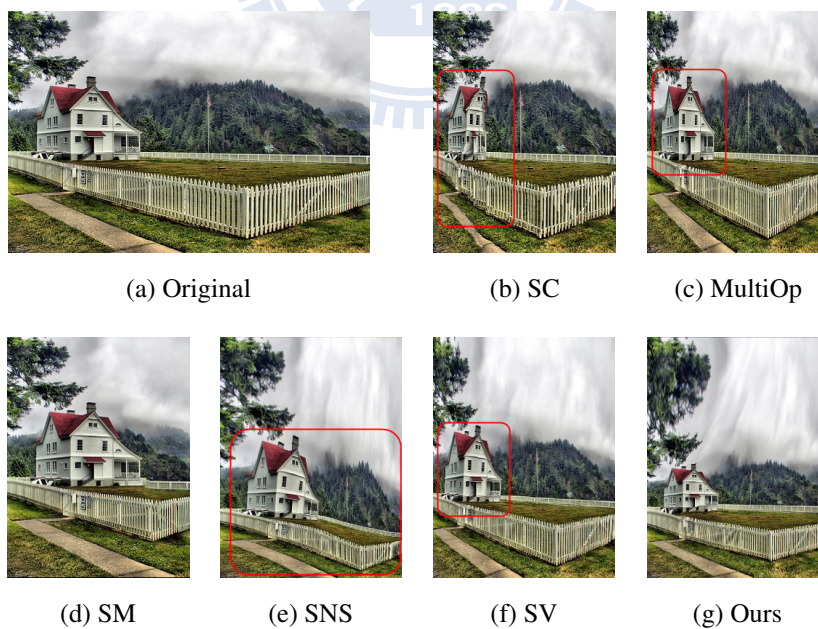 (a) Original
(b) SC
(c) MultiOp
(d) SM
(e) SNS
(f) SV
(g) Ours